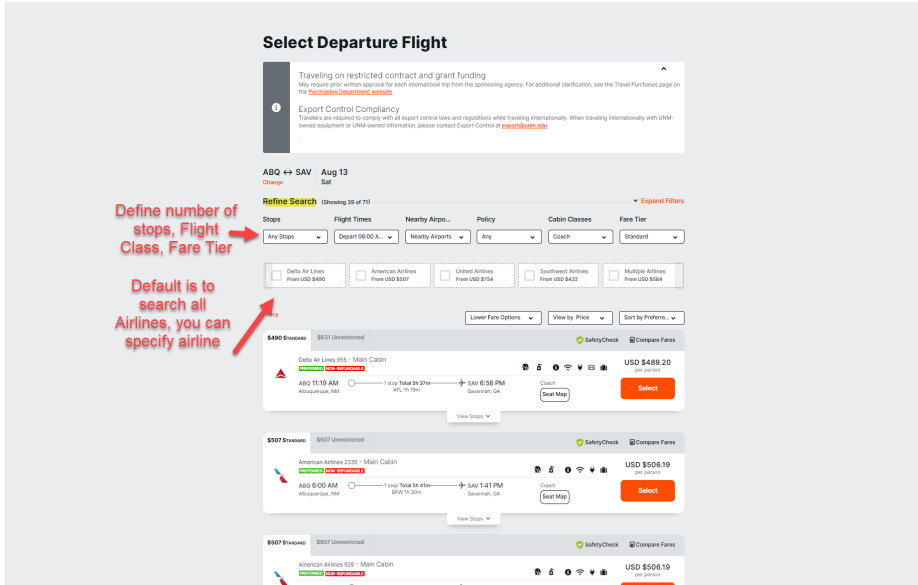 Select Departure Flight
Traveling on restricted contract and grant funding
May require prior written approval for each international trip from the sponsoring agency. For additional clarification, see the Travel Purchases page on
the Purchasing Department website.
Export Control Compliancy
Travelers are required to comply with all export control laws and regulations while traveling internationally. When traveling internationally with UNM-
owned equipment or UNM-owned information, please contact Export Control at export@unm.edu.
.
ABQ ↔ SAV Aug 13
Change Sat
Refine Search (Showing 39 of 71)
Expand Filters
Define number of
stops, Flight
Class, Fare Tier
Stops Flight Times Nearby Airpo... Policy Cabin Classes Fare Tier
Any Stops Depart 06:00 A... Nearby Airports Any Coach Standard
Default is to
search all
Airlines, you can
specify airline
Delta Air Lines American Airlines United Airlines Southwest Airlines Multiple Airlines
From USD $490 From USD $507 From USD $754 From USD $433 From USD $584
Lower Fare Options View by Price Sort by Preferre...
$490 STANDARD $631 Unrestricted SafetyCheck Compare Fares
Delta Air Lines 955 - Main Cabin
PREFERRED NON-REFUNDABLE
USD $489.20
per person
ABQ 11:19 AM 1 stop Total 5h 37m SAV 6:56 PM Coach
Albuquerque, NM ATL 1h 19m Savannah, GA Seat Map
Select
View Stops
$507 STANDARD $607 Unrestricted SafetyCheck Compare Fares
American Airlines 2335 - Main Cabin
PREFERRED NON-REFUNDABLE
USD $506.19
per person
ABQ 6:00 AM 1 stop Total 5h 41m SAV 1:41 PM Coach
Albuquerque, NM DFW 1h 30m Savannah, GA Seat Map
Select
View Stops
$507 STANDARD $607 Unrestricted SafetyCheck Compare Fares
American Airlines 928 - Main Cabin
PREFERRED NON-REFUNDABLE
USD $506.19
per person